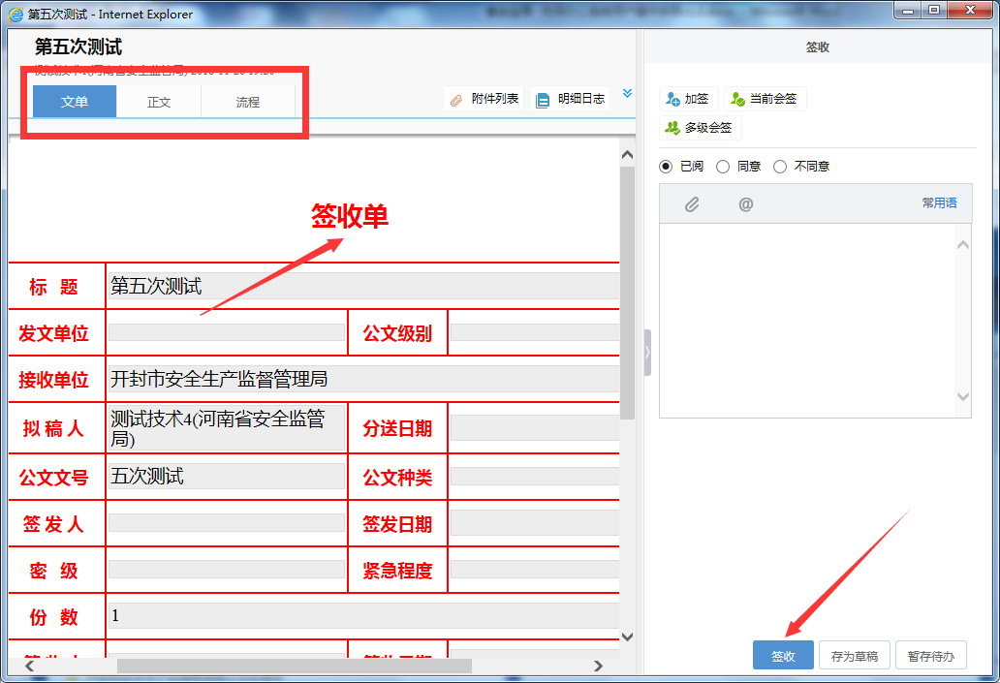 第五次测试 - Internet Explorer
第五次测试
签收
文单 正文 流程
附件列表 明细日志
加签 当前会签
多级会签
已阅 同意 不同意
@ 常用语
签收单
标 题 第五次测试
发文单位 公文级别
接收单位 开封市安全生产监督管理局
拟 稿 人 测试技术4(河南省安全监管
局) 分送日期
公文文号 五次测试 公文种类
签 发 人 签发日期
密 级 紧急程度
份 数 1
签收 存为草稿 暂存待办